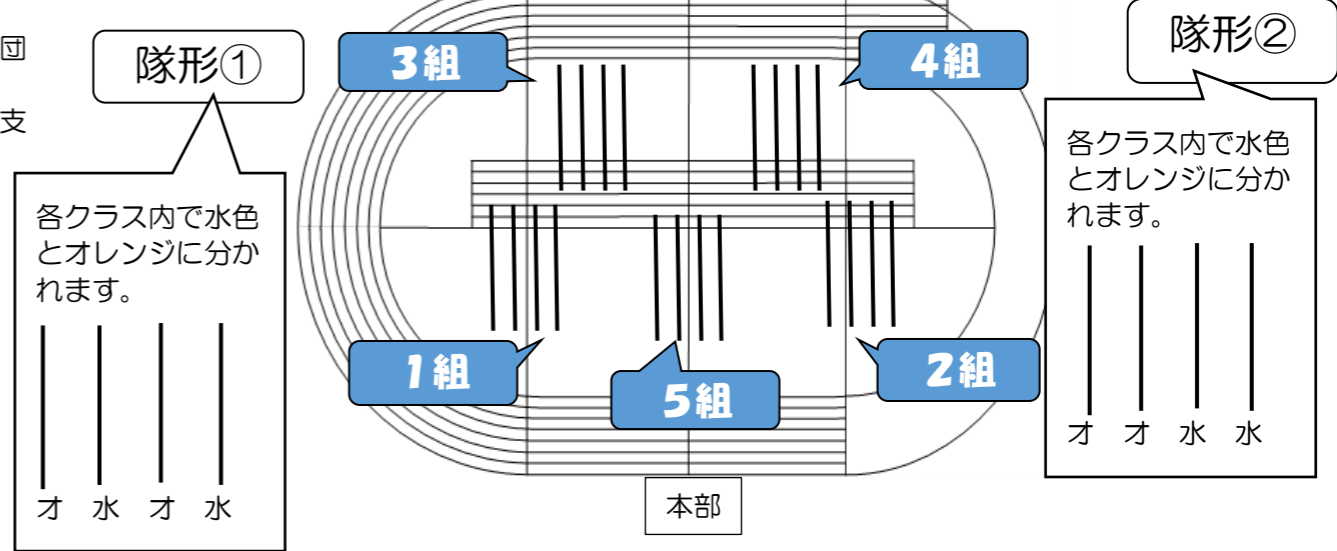 団
支
隊形①
各クラス内で水色
とオレンジに分か
れます。
オ 水 オ 水
3組
4組
1組
5組
2組
本部
隊形②
各クラス内で水色
とオレンジに分か
れます。
オ オ 水 水